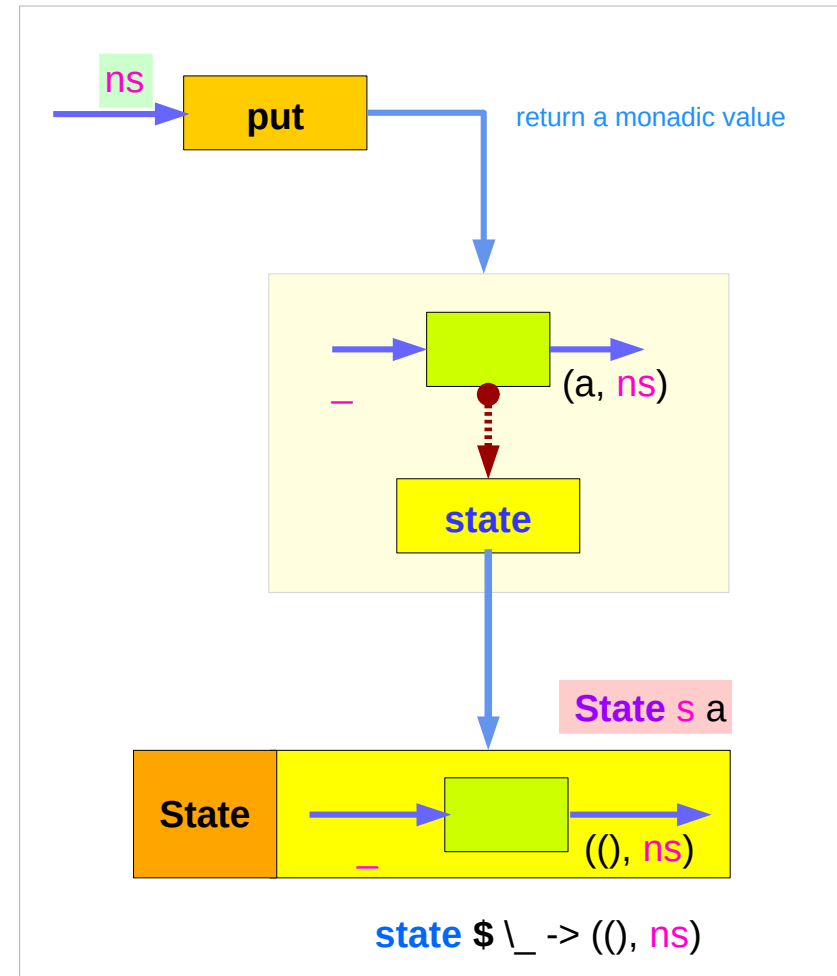 ns
put
return a monadic value
_
(a, ns)
state
State s a
State
_
((), ns)
state $ \_ -> ((), ns)